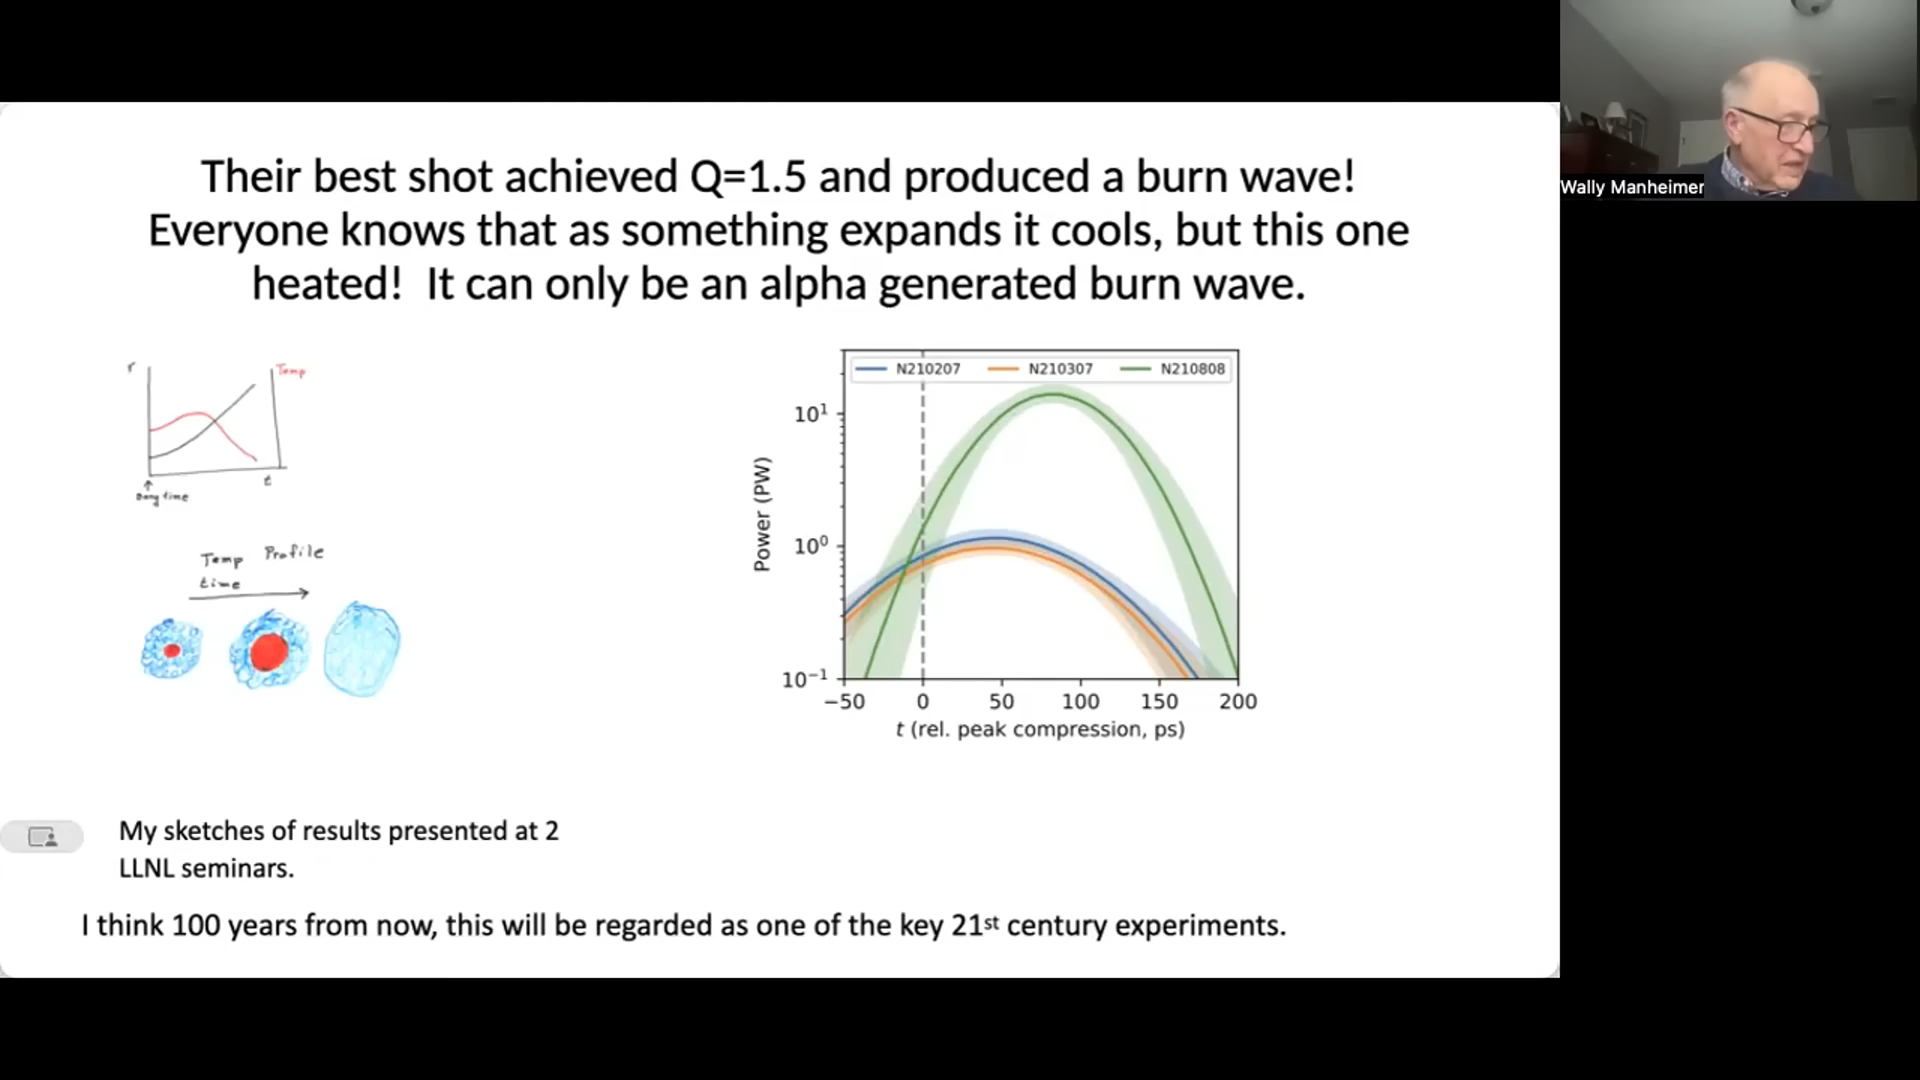 Their best shot achieved Q=1.5 and produced a burn wave!
Everyone knows that as something expands it cools, but this one
heated!  It can only be an alpha generated burn wave.
Wally Manheimer
r
Temp
t
Bang time
Temp Profile
time
N210207
N210307
N210808
10¹
10⁰
10⁻¹
Power (PW)
−50 0 50 100 150 200
t (rel. peak compression, ps)
My sketches of results presented at 2
LLNL seminars.
I think 100 years from now, this will be regarded as one of the key 21st century experiments.